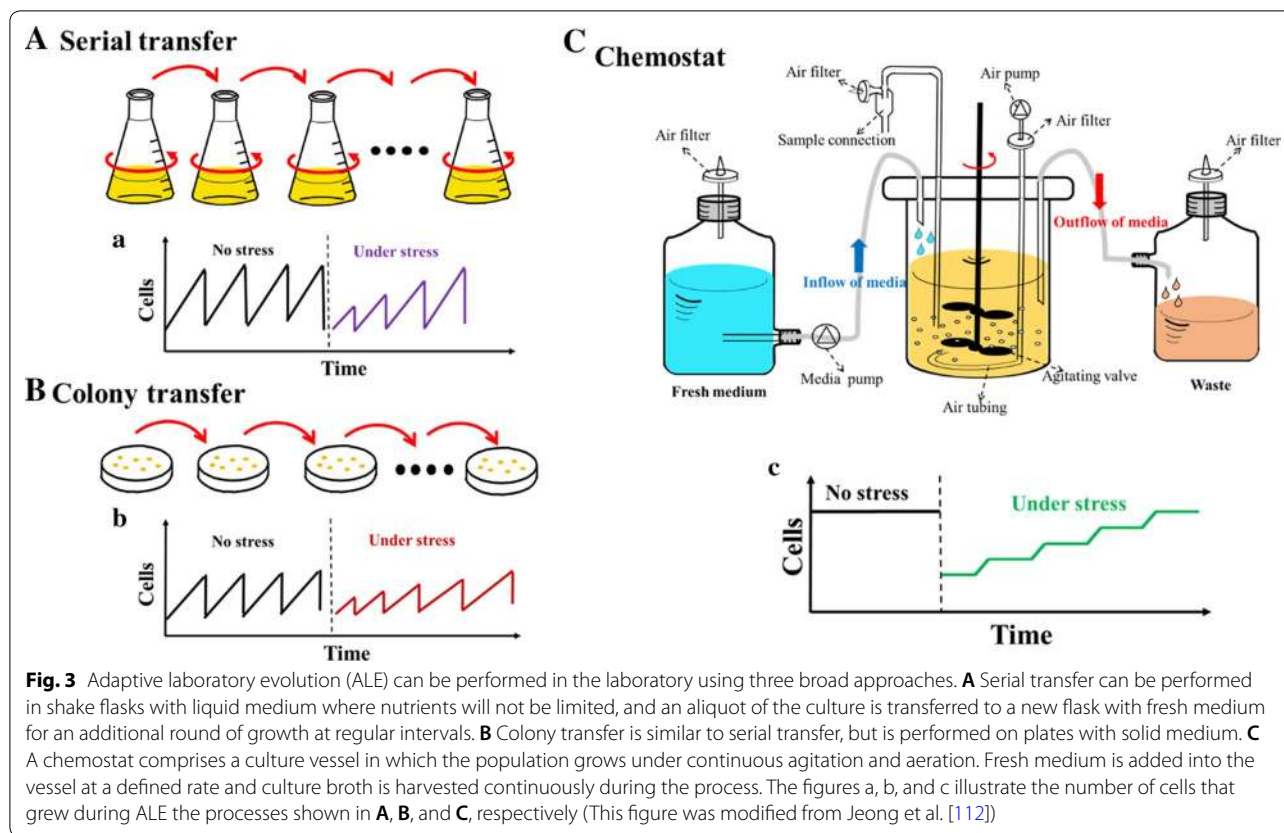 A Serial transfer
a
No stress
Under stress
Cells
Time
B Colony transfer
b
No stress
Under stress
Cells
Time
C Chemostat
Air filter
Air pump
Air filter
Sample connection
Air filter
Air filter
Outflow of media
Inflow of media
Fresh medium
Media pump
Agitating valve
Air tubing
Waste
c
No stress
Under stress
Cells
Time
Fig. 3 Adaptive laboratory evolution (ALE) can be performed in the laboratory using three broad approaches. A Serial transfer can be performed
in shake flasks with liquid medium where nutrients will not be limited, and an aliquot of the culture is transferred to a new flask with fresh medium
for an additional round of growth at regular intervals. B Colony transfer is similar to serial transfer, but is performed on plates with solid medium. C
A chemostat comprises a culture vessel in which the population grows under continuous agitation and aeration. Fresh medium is added into the
vessel at a defined rate and culture broth is harvested continuously during the process. The figures a, b, and c illustrate the number of cells that
grew during ALE the processes shown in A, B, and C, respectively (This figure was modified from Jeong et al. [112])